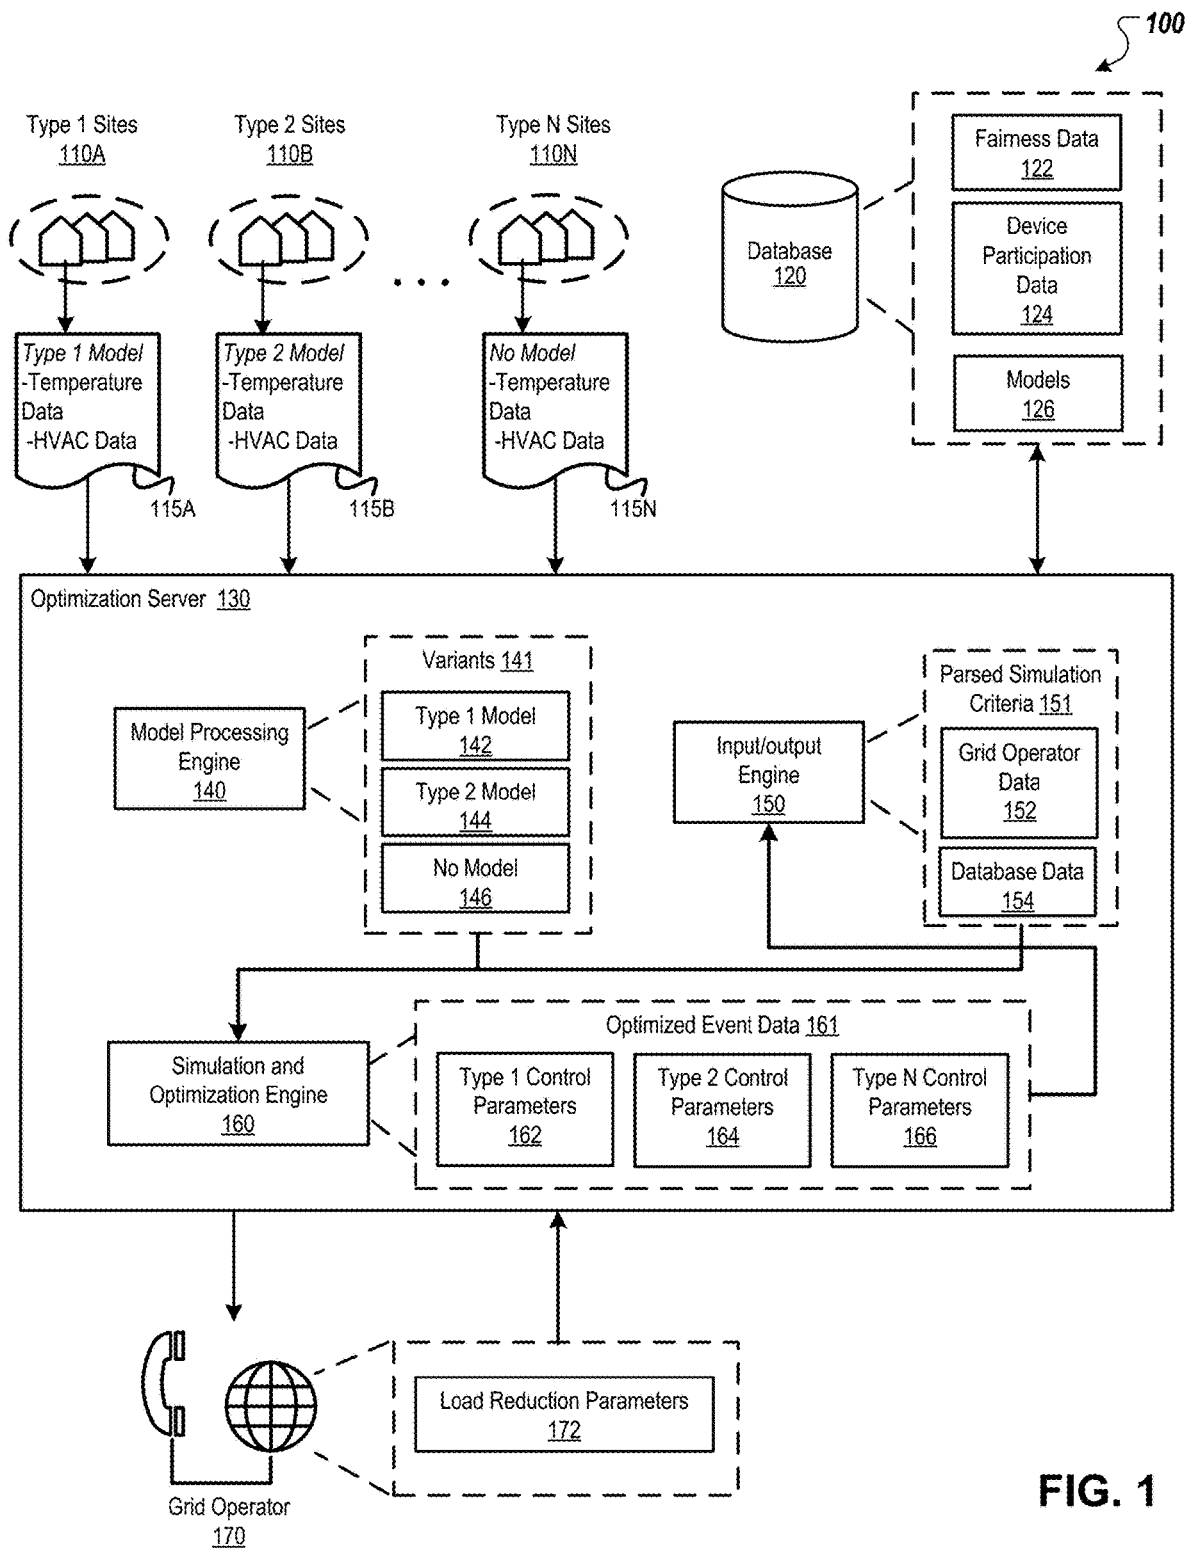 100
Type 1 Sites
110A
Type 2 Sites
110B
Type N Sites
110N
. . .
Database
120
Fairness Data
122
Device
Participation
Data
124
Models
126
Type 1 Model
-Temperature
Data
-HVAC Data
115A
Type 2 Model
-Temperature
Data
-HVAC Data
115B
No Model
-Temperature
Data
-HVAC Data
115N
Optimization Server 130
Model Processing
Engine
140
Variants 141
Type 1 Model
142
Type 2 Model
144
No Model
146
Input/output
Engine
150
Parsed Simulation
Criteria 151
Grid Operator
Data
152
Database Data
154
Simulation and
Optimization Engine
160
Optimized Event Data 161
Type 1 Control
Parameters
162
Type 2 Control
Parameters
164
Type N Control
Parameters
166
Load Reduction Parameters
172
Grid Operator
170
FIG. 1